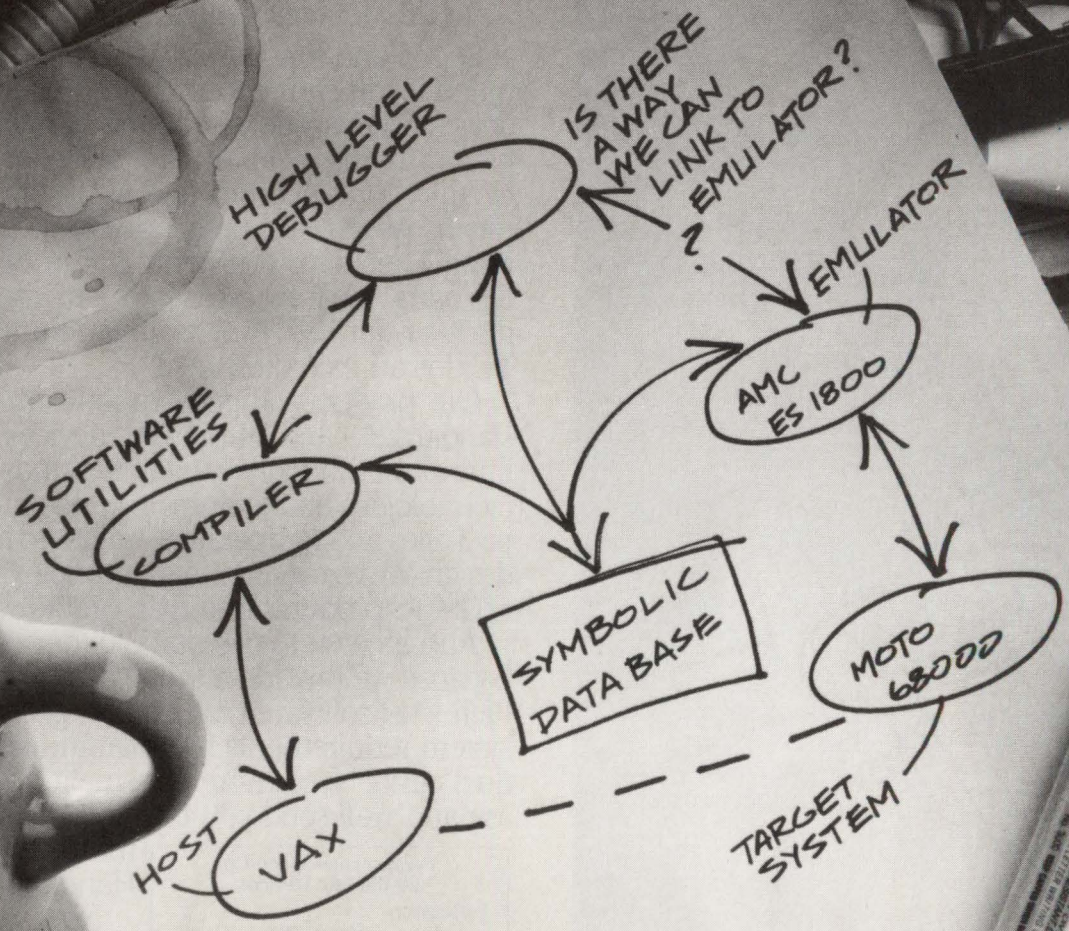 HIGH LEVEL
DEBUGGER
IS THERE
A WAY
WE CAN
LINK TO
EMULATOR?
?
EMULATOR
AMC
ES 1800
SOFTWARE
UTILITIES
COMPILER
SYMBOLIC
DATA BASE
MOTO
68000
HOST
VAX
TARGET
SYSTEM